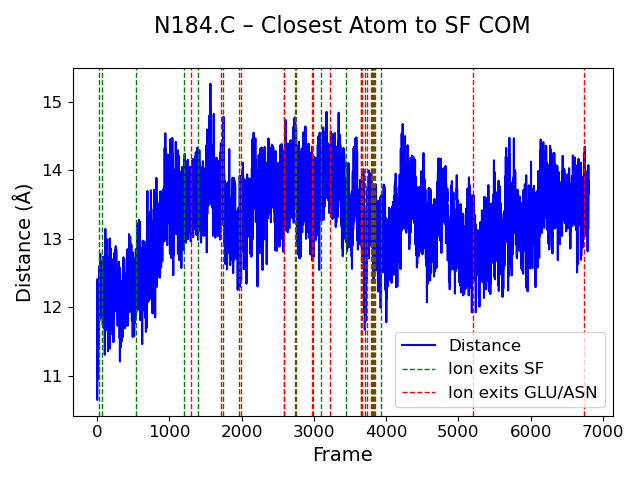 N184.C – Closest Atom to SF COM
15
14
13
12
11
Distance (Å)
0
1000
2000
3000
4000
5000
6000
7000
Frame
Distance
Ion exits SF
Ion exits GLU/ASN